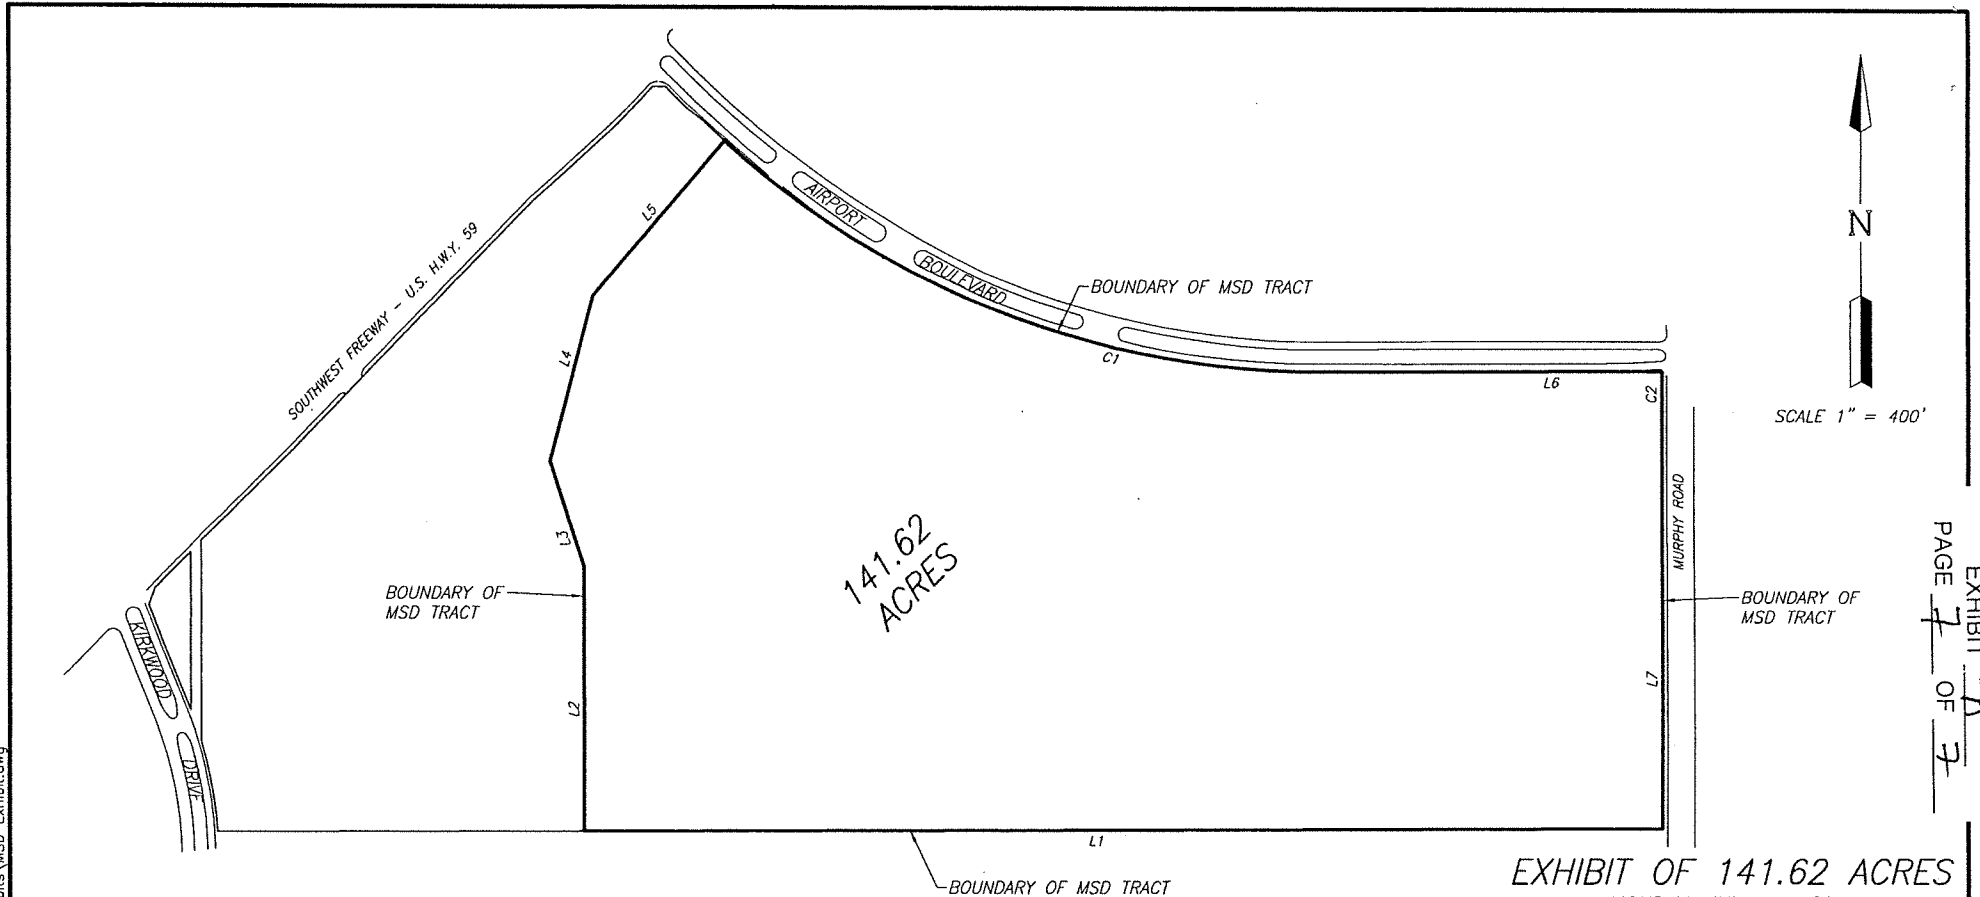 AIRPORT
BOULEVARD
SOUTHWEST FREEWAY - U.S. H.W.Y. 59
L5
BOUNDARY OF MSD TRACT
N
L4
C1
L6
C2
SCALE 1" = 400'
MURPHY ROAD
L3
141.62
ACRES
BOUNDARY OF
MSD TRACT
BOUNDARY OF
MSD TRACT
EXHIBIT
PAGE 7 OF 7
KIRKWOOD
DRIVE
L2
L7
L1
BOUNDARY OF MSD TRACT
EXHIBIT OF 141.62 ACRES